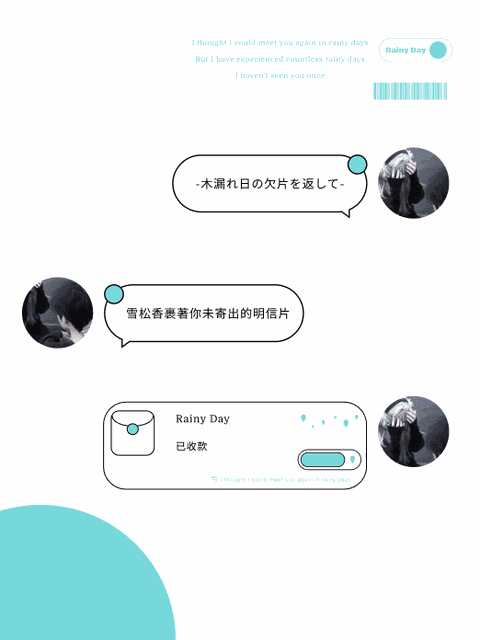 I thought I could meet you again in rainy days
But I have experienced countless rainy days
I haven't seen you once.
Rainy Day
-木漏れ日の欠片を返して-
雪松香裹著你未寄出的明信片
Rainy Day
已收款
I thought I could meet you again in rainy days